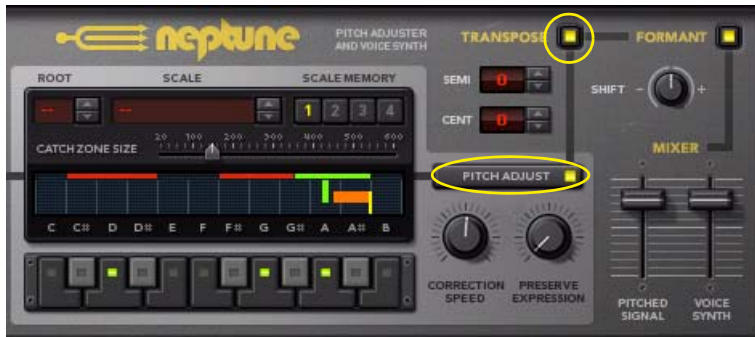 neptune
PITCH ADJUSTER
AND VOICE SYNTH
TRANSPOSE
FORMANT
ROOT
SCALE
SCALE MEMORY
--
--
1 2 3 4
SEMI
0
CENT
0
SHIFT - +
CATCH ZONE SIZE
20 100 200 300 400 500 600
MIXER
PITCH ADJUST
C C# D D# E F F# G G# A A# B
CORRECTION
SPEED
PRESERVE
EXPRESSION
PITCHED
SIGNAL
VOICE
SYNTH